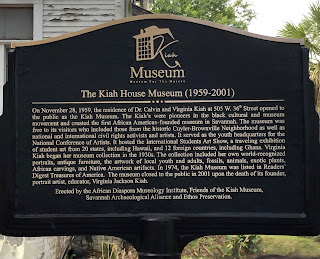 Kiah
Museum
Museum For The Masses
The Kiah House Museum (1959-2001)
On November 28, 1959, the residence of Dr. Calvin and Virginia Kiah at 505 W. 36th Street opened to
the public as the Kiah Museum. The Kiah's were pioneers in the black cultural and museum
movement and created the first African American-founded museum in Savannah. The museum was
free to its visitors who included those from the historic Cuyler-Brownville Neighborhood as well as
national and international civil rights activists and artists. It served as the youth headquarters for the
National Conference of Artists. It hosted the International Students Art Show, a traveling exhibition
of student art from 20 states, including Hawaii, and 12 foreign countries, including Ghana. Virginia
Kiah began her museum collection in the 1930s. The collection included her own world-recognized
portraits, antique furniture, the artwork of local youth and adults, fossils, animals, exotic plants,
African carvings, and Native American artifacts. In 1974, the Kiah Museum was listed in Readers'
Digest Treasures of America. The museum closed to the public in 2001 upon the death of its founder,
portrait artist, educator, Virginia Jackson Kiah.
Erected by the African Diaspora Museology Institute, Friends of the Kiah Museum,
Savannah Archaeological Alliance and Ethos Preservation.